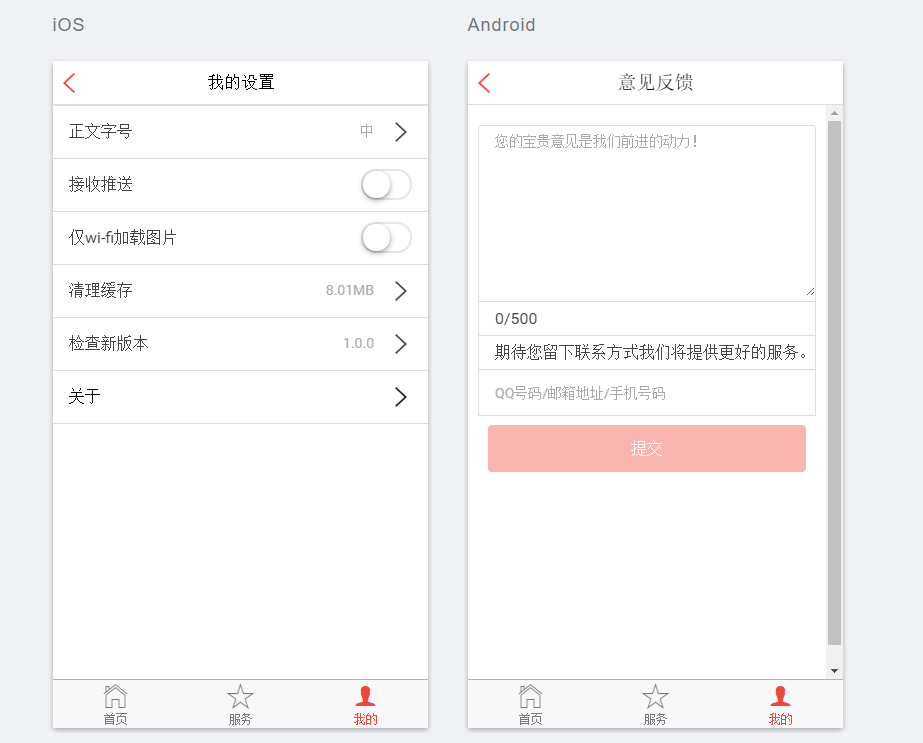 iOS
我的设置
正文字号 中
接收推送
仅wi-fi加载图片
清理缓存 8.01MB
检查新版本 1.0.0
关于
首页 服务 我的
Android
意见反馈
您的宝贵意见是我们前进的动力！
0/500
期待您留下联系方式我们将提供更好的服务。
QQ号码/邮箱地址/手机号码
提交
首页 服务 我的